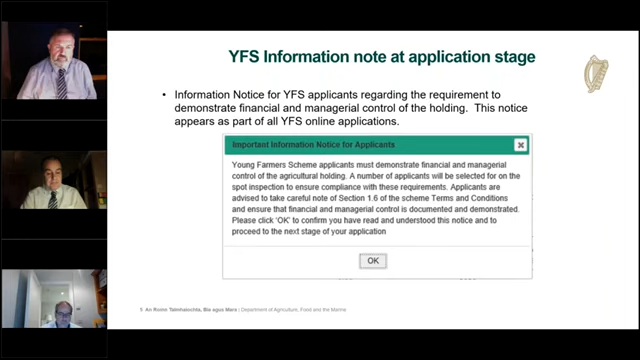 YFS Information note at application stage
• Information Notice for YFS applicants regarding the requirement to
demonstrate financial and managerial control of the holding. This notice
appears as part of all YFS online applications.
Important Information Notice for Applicants
Young Farmers Scheme applicants must demonstrate financial and managerial
control of the agricultural holding. A number of applicants will be selected for on the
spot inspection to ensure compliance with these requirements. Applicants are
advised to take careful note of Section 1.6 of the scheme Terms and Conditions
and ensure that financial and managerial control is documented and demonstrated.
Please click 'OK' to confirm you have read and understood this notice and to
proceed to the next stage of your application
OK
An Roinn Talmhaíochta, Bia agus Mara | Department of Agriculture, Food and the Marine